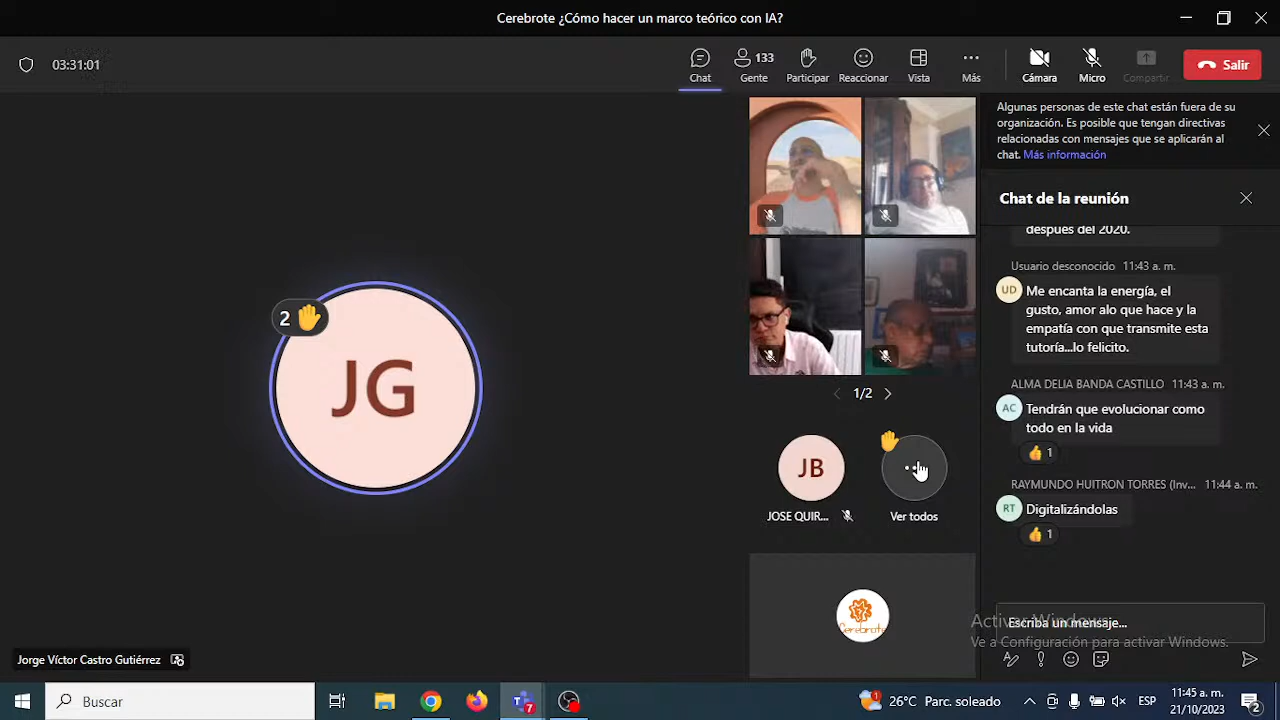 Cerebrote ¿Cómo hacer un marco teórico con IA?
03:31:01
133
Chat
Gente
Participar
Reaccionar
Vista
Más
Cámara
Micro
Compartir
Salir
Algunas personas de este chat están fuera de su
organización. Es posible que tengan directivas
relacionadas con mensajes que se aplicarán al
chat. Más información
Chat de la reunión
después del 2020.
Usuario desconocido 11:43 a. m.
UD
Me encanta la energía, el
gusto, amor alo que hace y la
empatía con que transmite esta
tutoría...lo felicito.
ALMA DELIA BANDA CASTILLO 11:43 a. m.
AC
Tendrán que evolucionar como
todo en la vida
1
RAYMUNDO HUITRON TORRES (Inv... 11:44 a. m.
RT
Digitalizándolas
1
2
JG
1/2
JB
JOSE QUIR...
Ver todos
Cerebrote
Jorge Víctor Castro Gutiérrez
Escriba un mensaje...
Activar Windows
Ve a Configuración para activar Windows.
Buscar
7
1
26°C Parc. soleado
ESP
11:45 a. m.
21/10/2023
2